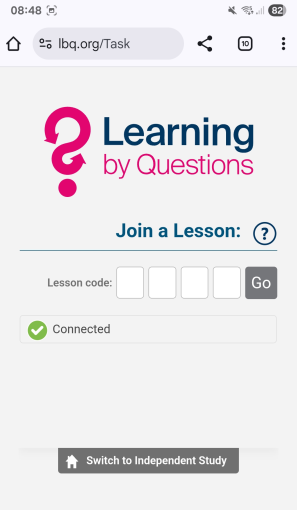 08:48
82
lbq.org/Task
10
Learning
by Questions
Join a Lesson:
?
Lesson code:
Go
Connected
Switch to Independent Study